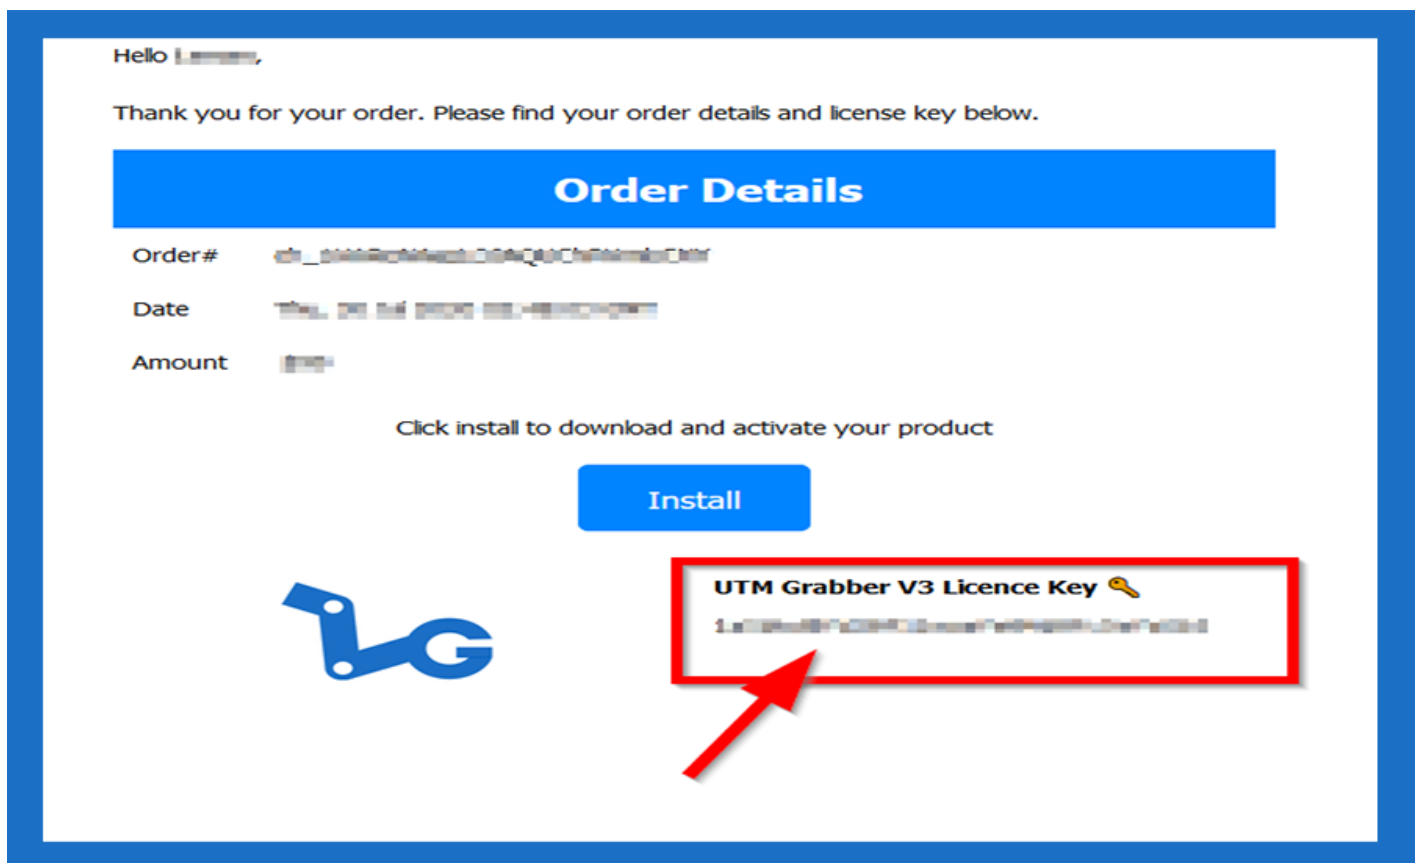 Hello
Thank you for your order. Please find your order details and license key below.
Order Details
Order#
Date
Amount
Click install to download and activate your product
Install
UTM Grabber V3 Licence Key 🔑
G